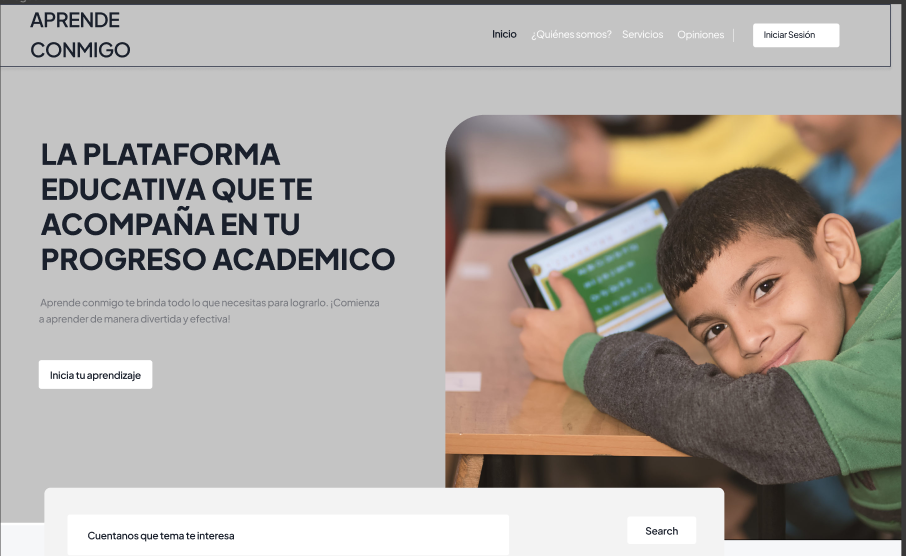 APRENDE
CONMIGO
Inicio
¿Quiénes somos?
Servicios
Opiniones
Iniciar Sesión
LA PLATAFORMA
EDUCATIVA QUE TE
ACOMPAÑA EN TU
PROGRESO ACADEMICO
Aprende conmigo te brinda todo lo que necesitas para lograrlo. ¡Comienza
a aprender de manera divertida y efectiva!
Inicia tu aprendizaje
Cuentanos que tema te interesa
Search